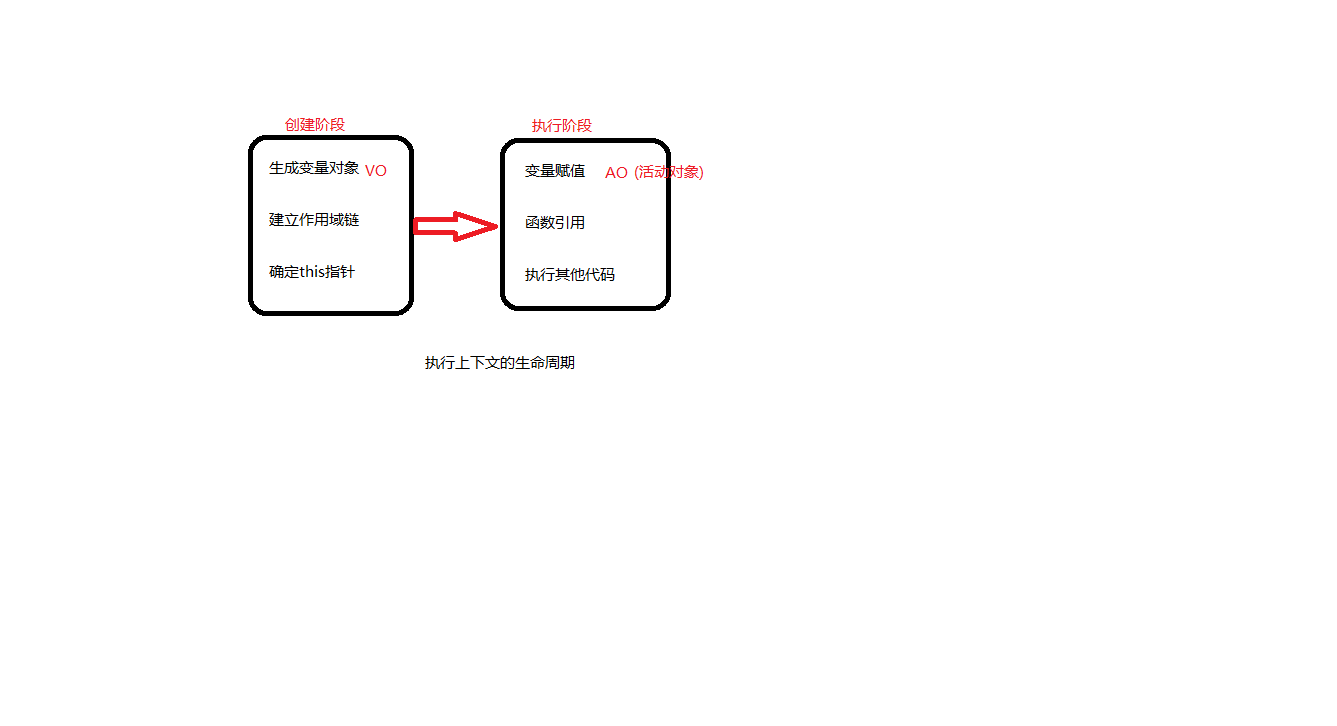 创建阶段
生成变量对象 VO
建立作用域链
确定this指针
执行阶段
变量赋值 AO (活动对象)
函数引用
执行其他代码
执行上下文的生命周期